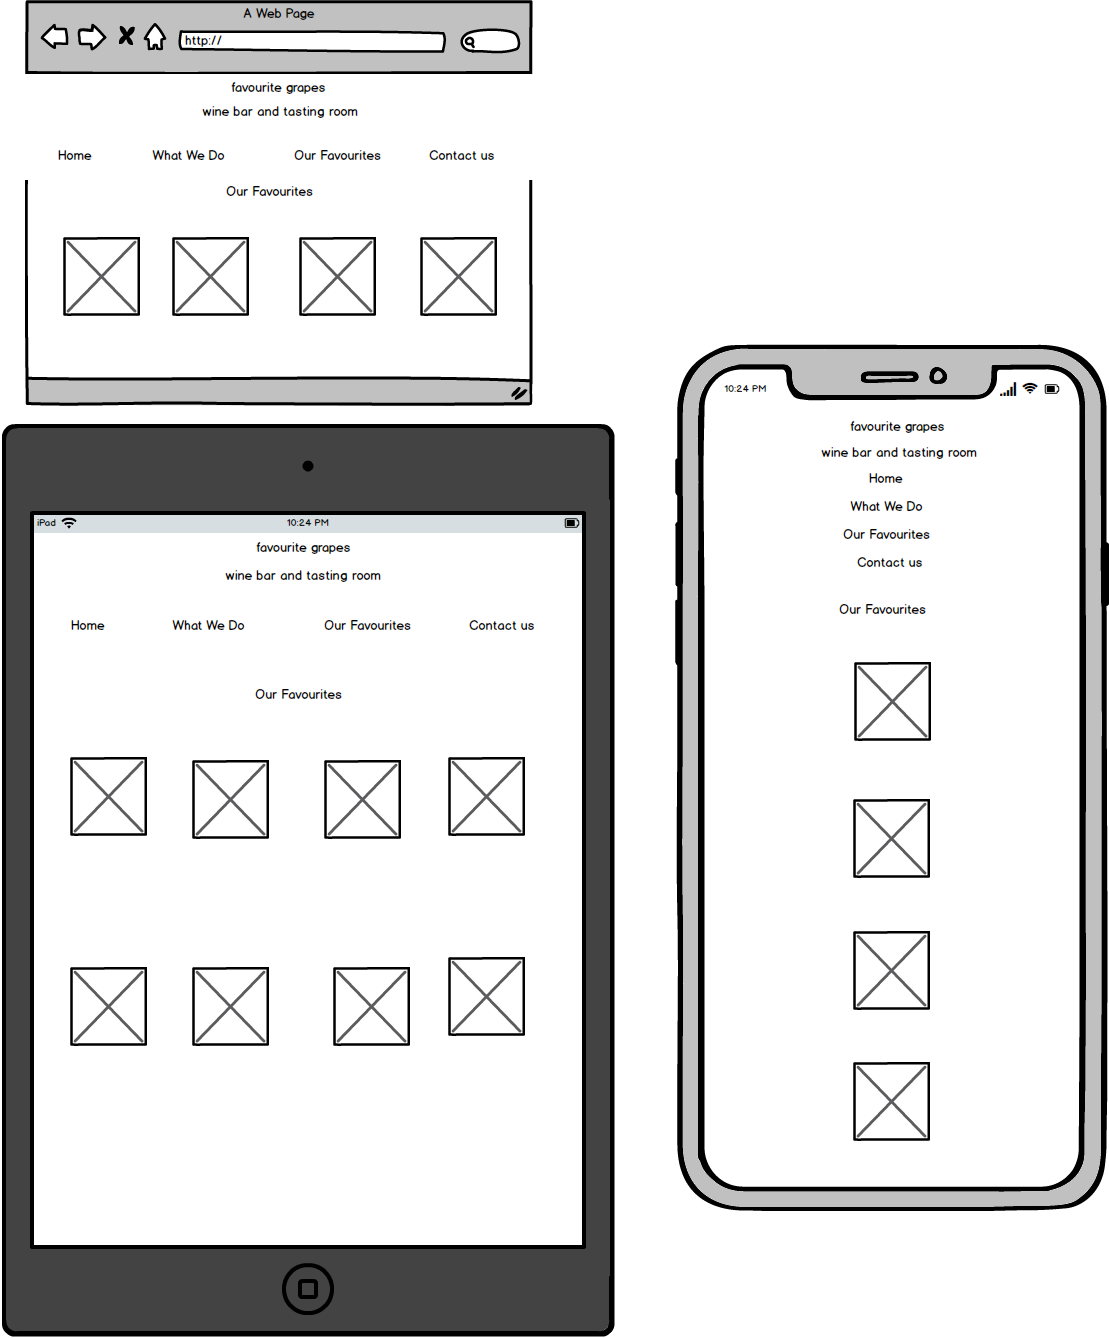 A Web Page
http://
favourite grapes
wine bar and tasting room
Home What We Do Our Favourites Contact us
Our Favourites
iPad 10:24 PM
favourite grapes
wine bar and tasting room
Home What We Do Our Favourites Contact us
Our Favourites
10:24 PM
favourite grapes
wine bar and tasting room
Home
What We Do
Our Favourites
Contact us
Our Favourites